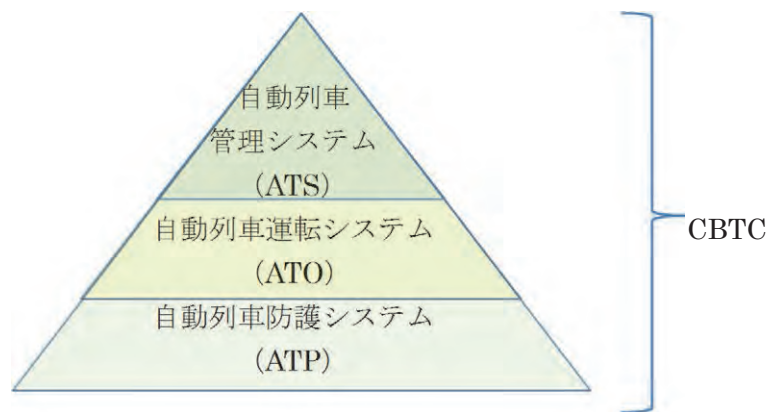 自動列車
管理システム
（ATS）
自動列車運転システム
（ATO）
自動列車防護システム
（ATP）
CBTC